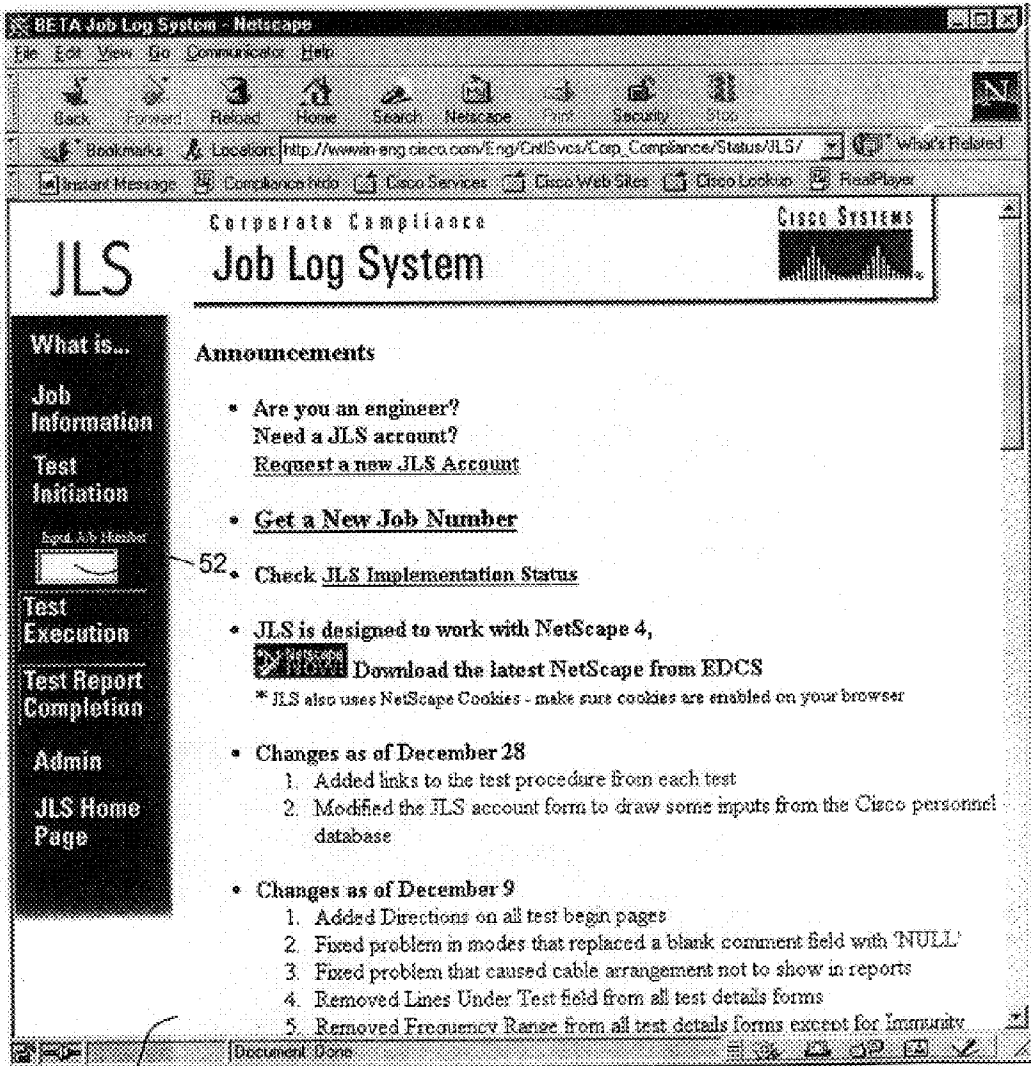 BETA Job Log System - Netscape
File Edit View Go Communicator Help
Back Forward Reload Home Search Netscape Print Security Stop
Bookmarks Location: http://wwwin-eng.cisco.com/Eng/CntlSvcs/Corp_Compliance/Status/JLS/ What's Related
Instant Message Compliance Cisco Services Cisco Web Sites Cisco Lookup RealPlayer
Corporate Compliance
JLS
Job Log System
CISCO SYSTEMS
What is...
Job
Information
Test
Initiation
Input Job Number
52
Test
Execution
Test Report
Completion
Admin
JLS Home
Page
Announcements
• Are you an engineer?
Need a JLS account?
Request a new JLS Account
• Get a New Job Number
• Check JLS Implementation Status
• JLS is designed to work with NetScape 4,
Download the latest NetScape from EDCS
* JLS also uses NetScape Cookies - make sure cookies are enabled on your browser
• Changes as of December 28
1. Added links to the test procedure from each test
2. Modified the JLS account form to draw some inputs from the Cisco personnel
database
• Changes as of December 9
1. Added Directions on all test begin pages
2. Fixed problem in modes that replaced a blank comment field with 'NULL'
3. Fixed problem that caused cable arrangement not to show in reports
4. Removed Lines Under Test field from all test details forms
5. Removed Frequency Range from all test details forms except for Immunity
Document: Done